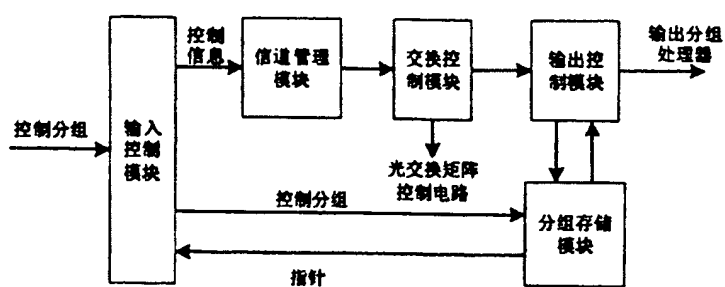 控制
信息
信道管理
模块
交换控
制模块
输出控
制模块
输出分组
处理器
控制分组
输入
控制
模块
光交换矩阵
控制电路
控制分组
分组存储
模块
指针